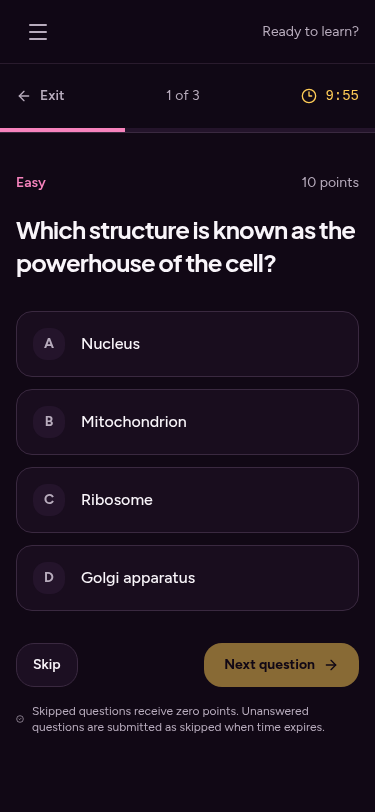 Ready to learn?
Exit
1 of 3
9:55
Easy
10 points
Which structure is known as the
powerhouse of the cell?
A
Nucleus
B
Mitochondrion
C
Ribosome
D
Golgi apparatus
Skip
Next question
Skipped questions receive zero points. Unanswered
questions are submitted as skipped when time expires.